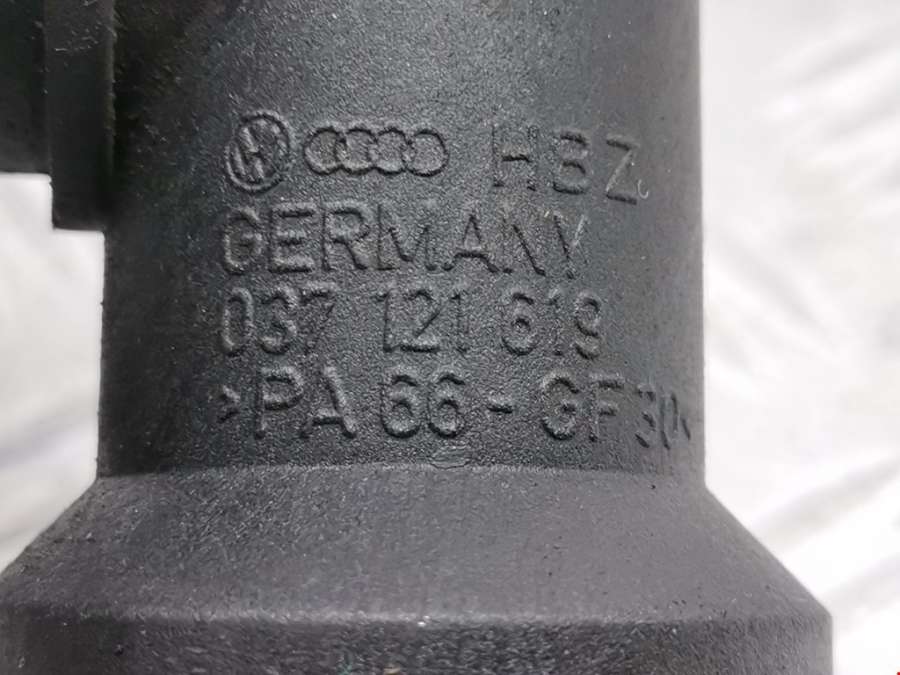 HBZ
GERMANY
037 121 619
>PA 66-GF30<